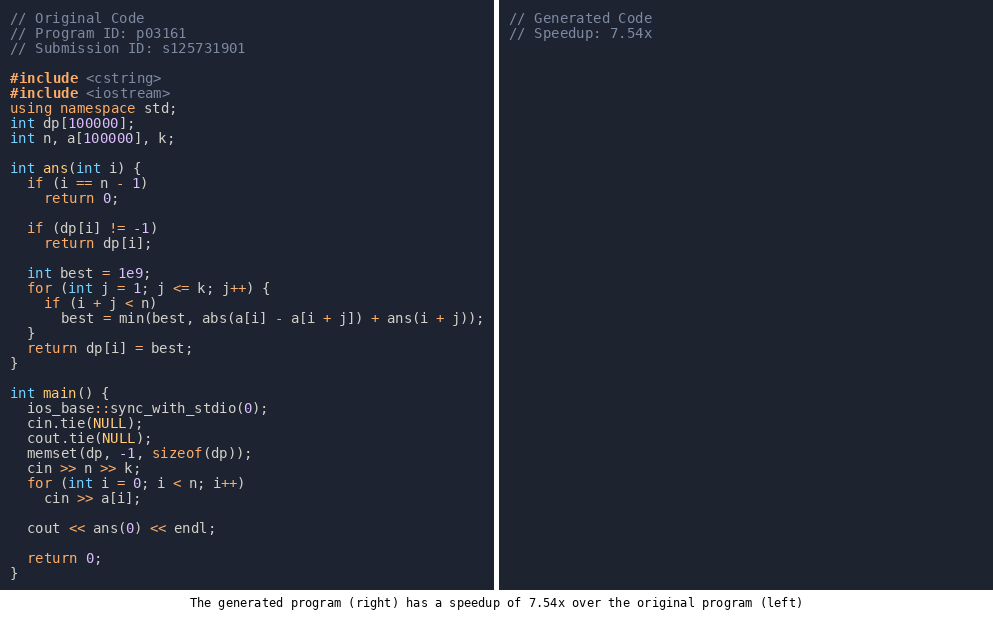 // Original Code
// Program ID: p03161
// Submission ID: s125731901

#include <cstring>
#include <iostream>
using namespace std;
int dp[100000];
int n, a[100000], k;

int ans(int i) {
  if (i == n - 1)
    return 0;

  if (dp[i] != -1)
    return dp[i];

  int best = 1e9;
  for (int j = 1; j <= k; j++) {
    if (i + j < n)
      best = min(best, abs(a[i] - a[i + j]) + ans(i + j));
  }
  return dp[i] = best;
}

int main() {
  ios_base::sync_with_stdio(0);
  cin.tie(NULL);
  cout.tie(NULL);
  memset(dp, -1, sizeof(dp));
  cin >> n >> k;
  for (int i = 0; i < n; i++)
    cin >> a[i];

  cout << ans(0) << endl;

  return 0;
}
// Generated Code
// Speedup: 7.54x
The generated program (right) has a speedup of 7.54x over the original program (left)